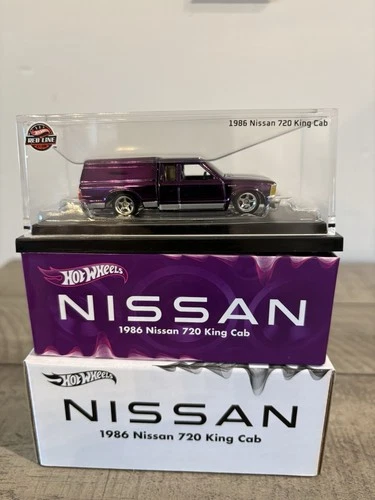 RED LINE
1986 Nissan 720 King Cab
Hot Wheels
NISSAN
1986 Nissan 720 King Cab
Hot Wheels
NISSAN
1986 Nissan 720 King Cab